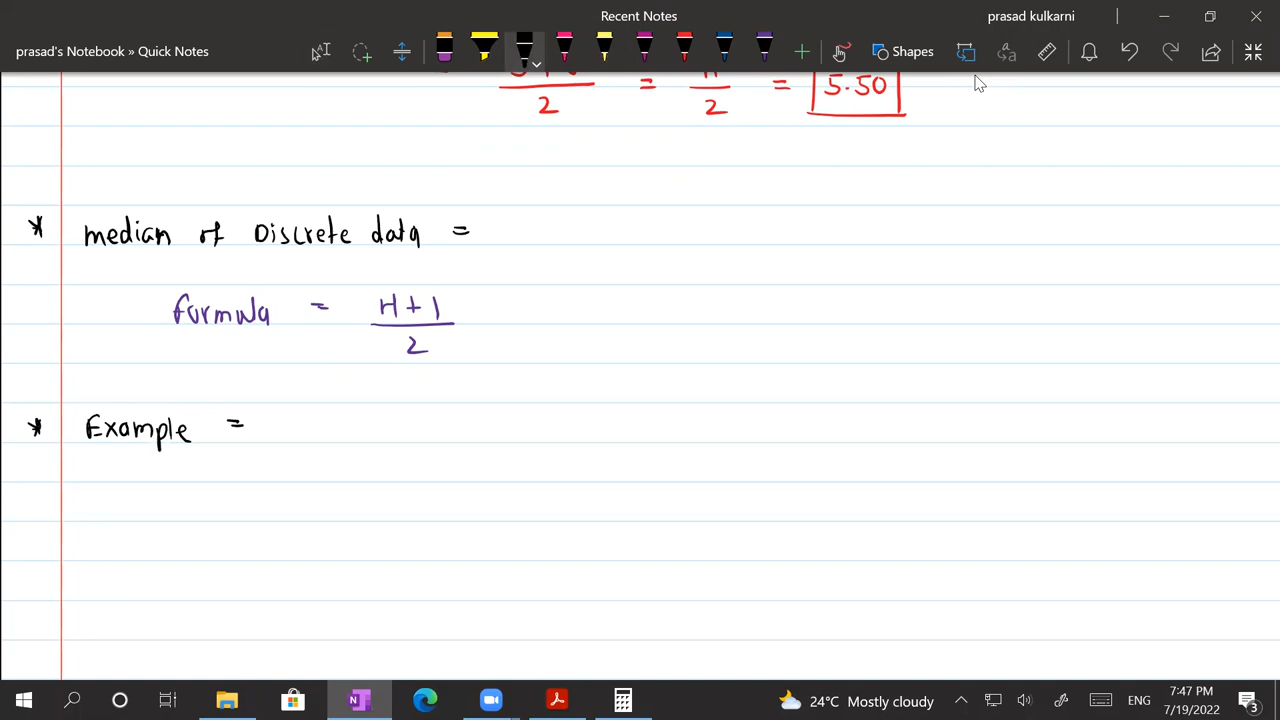 Recent Notes
prasad kulkarni
prasad's Notebook » Quick Notes
Shapes
2 = 2 = 5.50
* median of Discrete data =
formula = N+1
2
* Example =
24°C Mostly cloudy
ENG
7:47 PM
7/19/2022
3